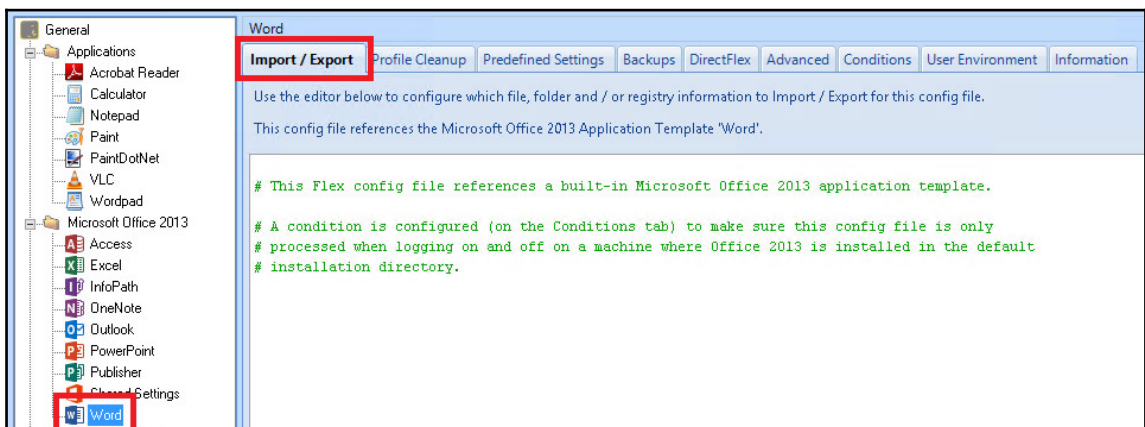 General
Applications
Acrobat Reader
Calculator
Notepad
Paint
PaintDotNet
VLC
Wordpad
Microsoft Office 2013
Access
Excel
InfoPath
OneNote
Outlook
PowerPoint
Publisher
Shared Settings
Word
Word
Import / Export Profile Cleanup Predefined Settings Backups DirectFlex Advanced Conditions User Environment Information
Use the editor below to configure which file, folder and / or registry information to Import / Export for this config file.
This config file references the Microsoft Office 2013 Application Template 'Word'.
# This Flex config file references a built-in Microsoft Office 2013 application template.
# A condition is configured (on the Conditions tab) to make sure this config file is only
# processed when logging on and off on a machine where Office 2013 is installed in the default
# installation directory.